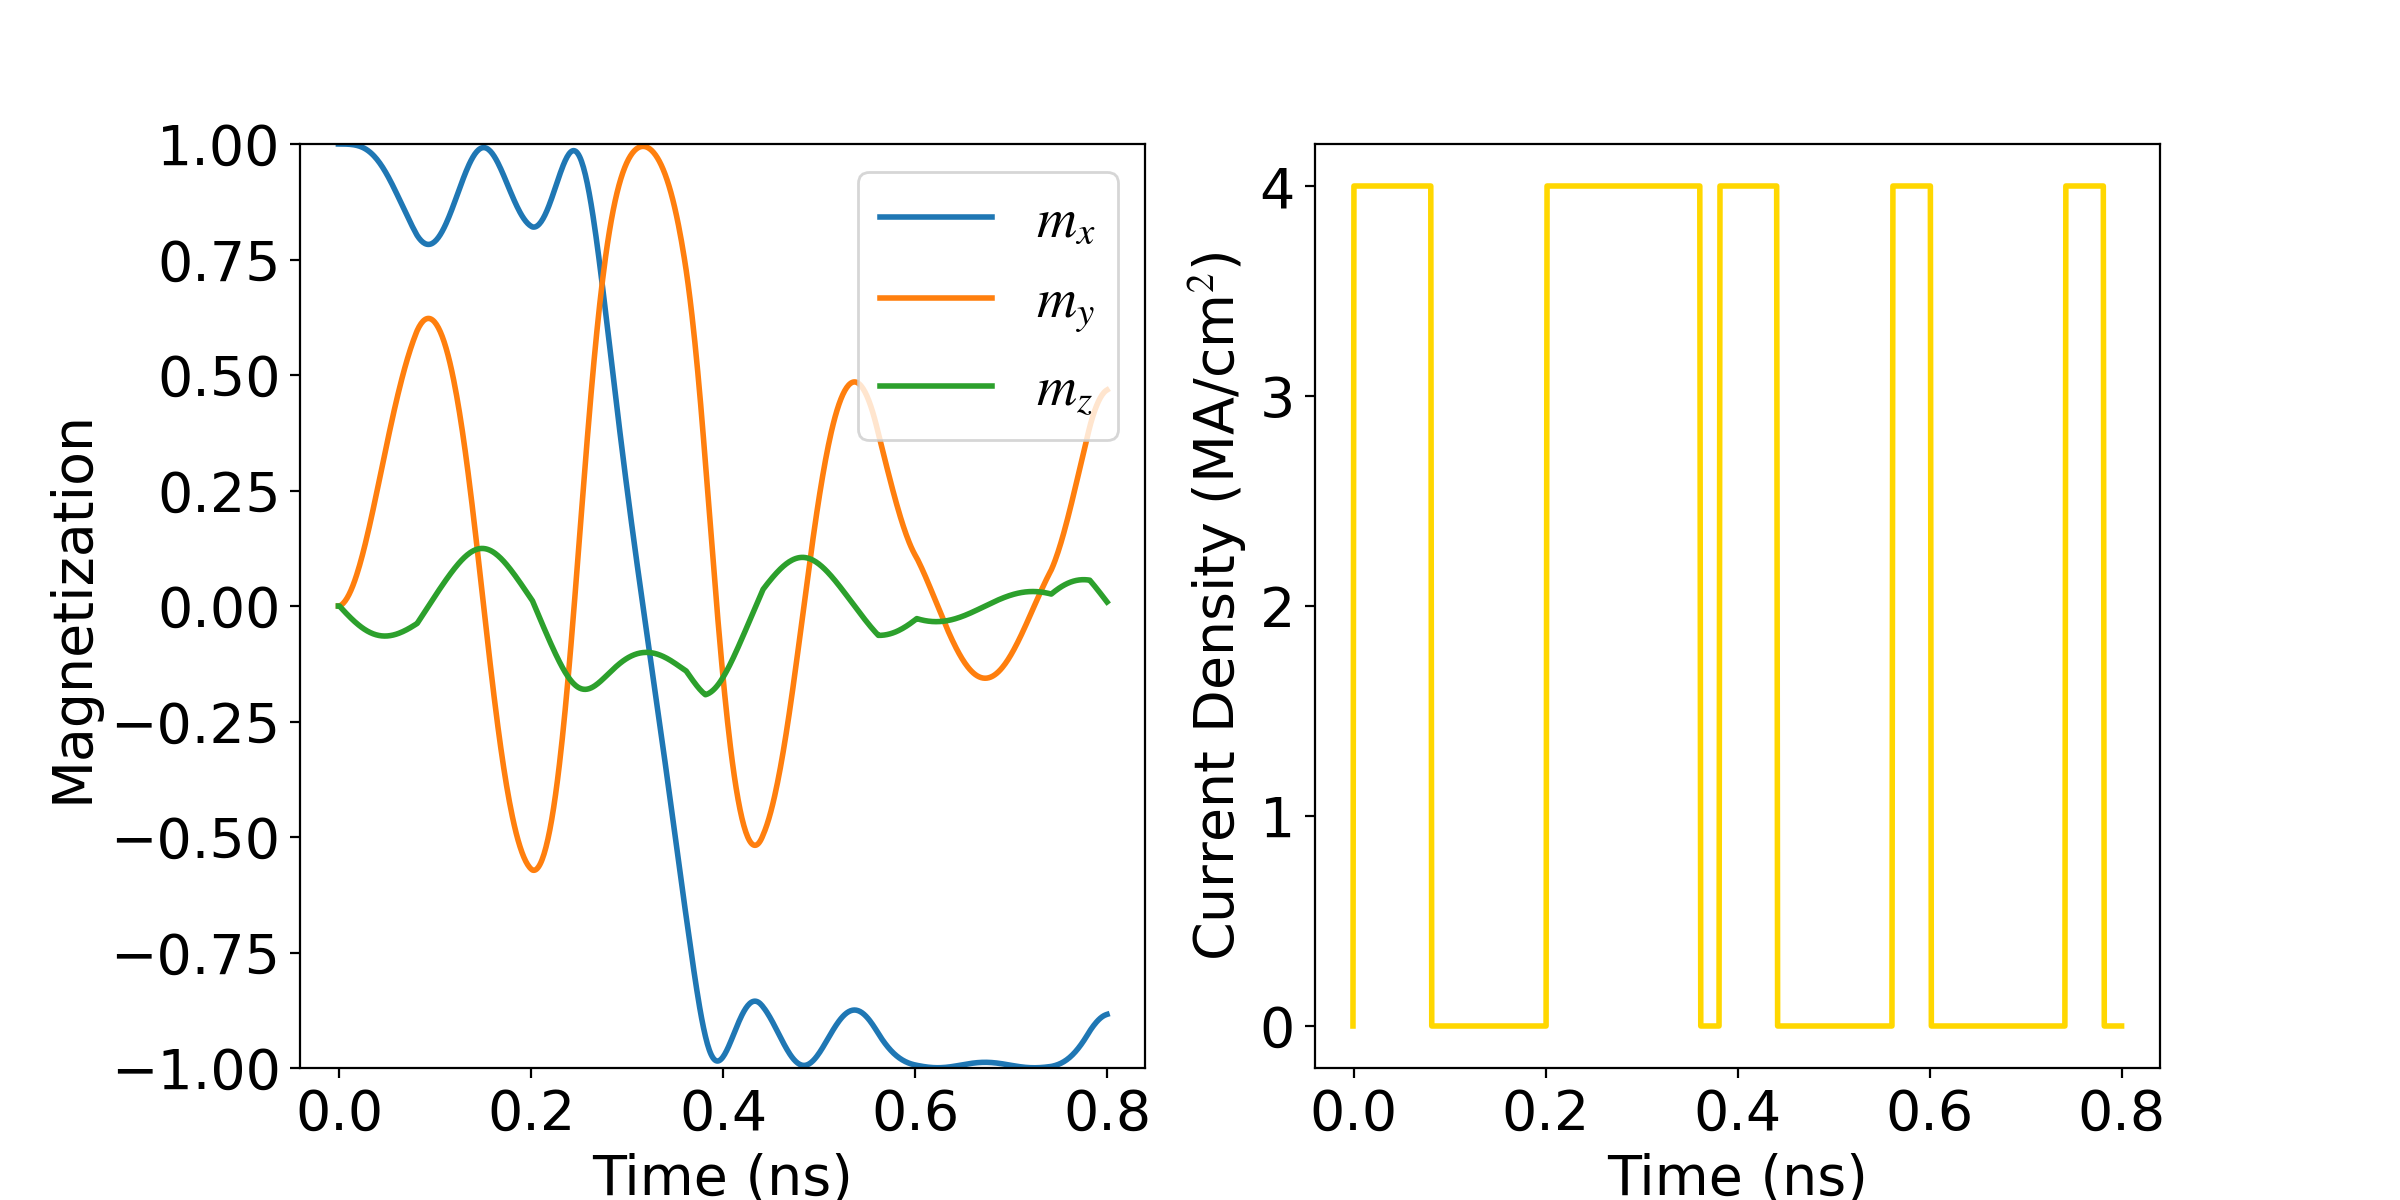 1.00
0.75
0.50
0.25
0.00
−0.25
−0.50
−0.75
−1.00
Magnetization
0.0 0.2 0.4 0.6 0.8
Time (ns)
m_x
m_y
m_z
4
3
2
1
0
Current Density (MA/cm²)
0.0 0.2 0.4 0.6 0.8
Time (ns)